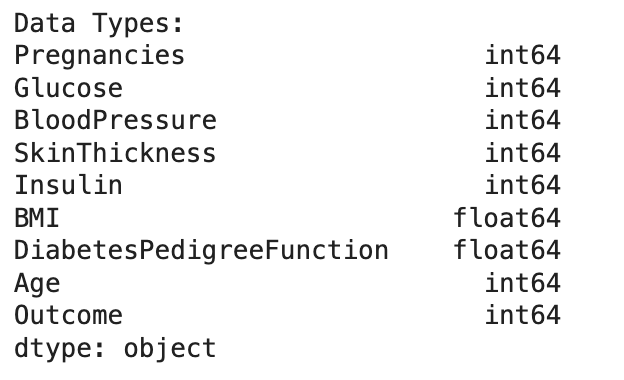 Data Types:
Pregnancies int64
Glucose int64
BloodPressure int64
SkinThickness int64
Insulin int64
BMI float64
DiabetesPedigreeFunction float64
Age int64
Outcome int64
dtype: object